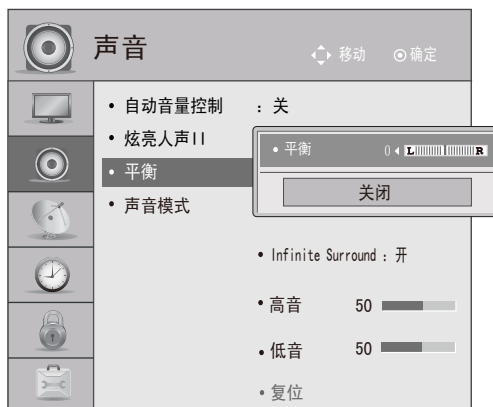 声音
移动 确定
• 自动音量控制 : 关
• 炫亮人声II
• 平衡
• 平衡 0 L R
关闭
• 声音模式
• Infinite Surround : 开
• 高音 50
• 低音 50
• 复位